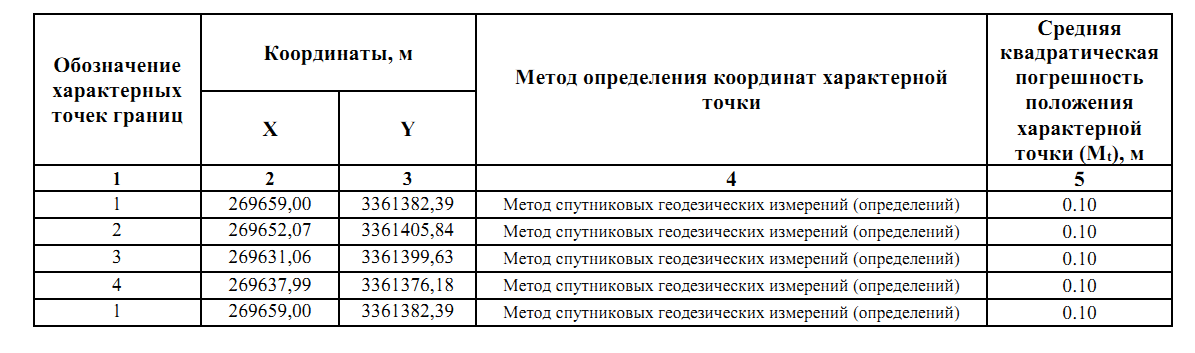 Обозначение
характерных
точек границ
Координаты, м
X
Y
Метод определения координат характерной
точки
Средняя
квадратическая
погрешность
положения
характерной
точки (Mt), м
1 2 3 4 5
1 269659,00 3361382,39 Метод спутниковых геодезических измерений (определений) 0.10
2 269652,07 3361405,84 Метод спутниковых геодезических измерений (определений) 0.10
3 269631,06 3361399,63 Метод спутниковых геодезических измерений (определений) 0.10
4 269637,99 3361376,18 Метод спутниковых геодезических измерений (определений) 0.10
1 269659,00 3361382,39 Метод спутниковых геодезических измерений (определений) 0.10